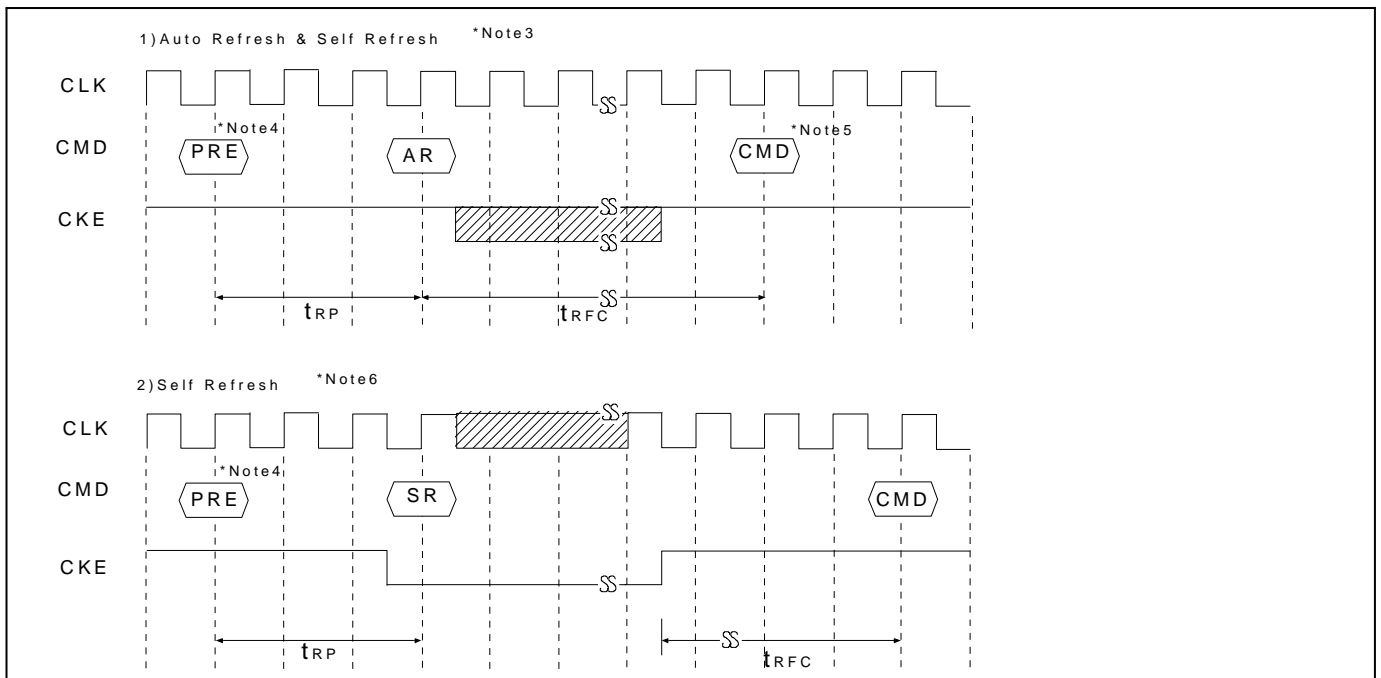 1)Auto Refresh & Self Refresh *Note3
CLK
CMD PRE *Note4 AR CMD *Note5
CKE
tRP tRFC
2)Self Refresh *Note6
CLK
CMD PRE *Note4 SR CMD
CKE
tRP tRFC